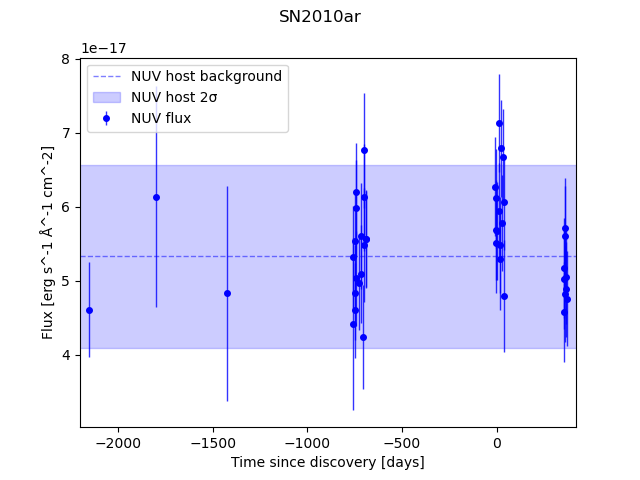 SN2010ar
1e−17
8
7
6
5
4
Flux [erg s^-1 Å^-1 cm^-2]
NUV host background
NUV host 2σ
NUV flux
−2000
−1500
−1000
−500
0
Time since discovery [days]